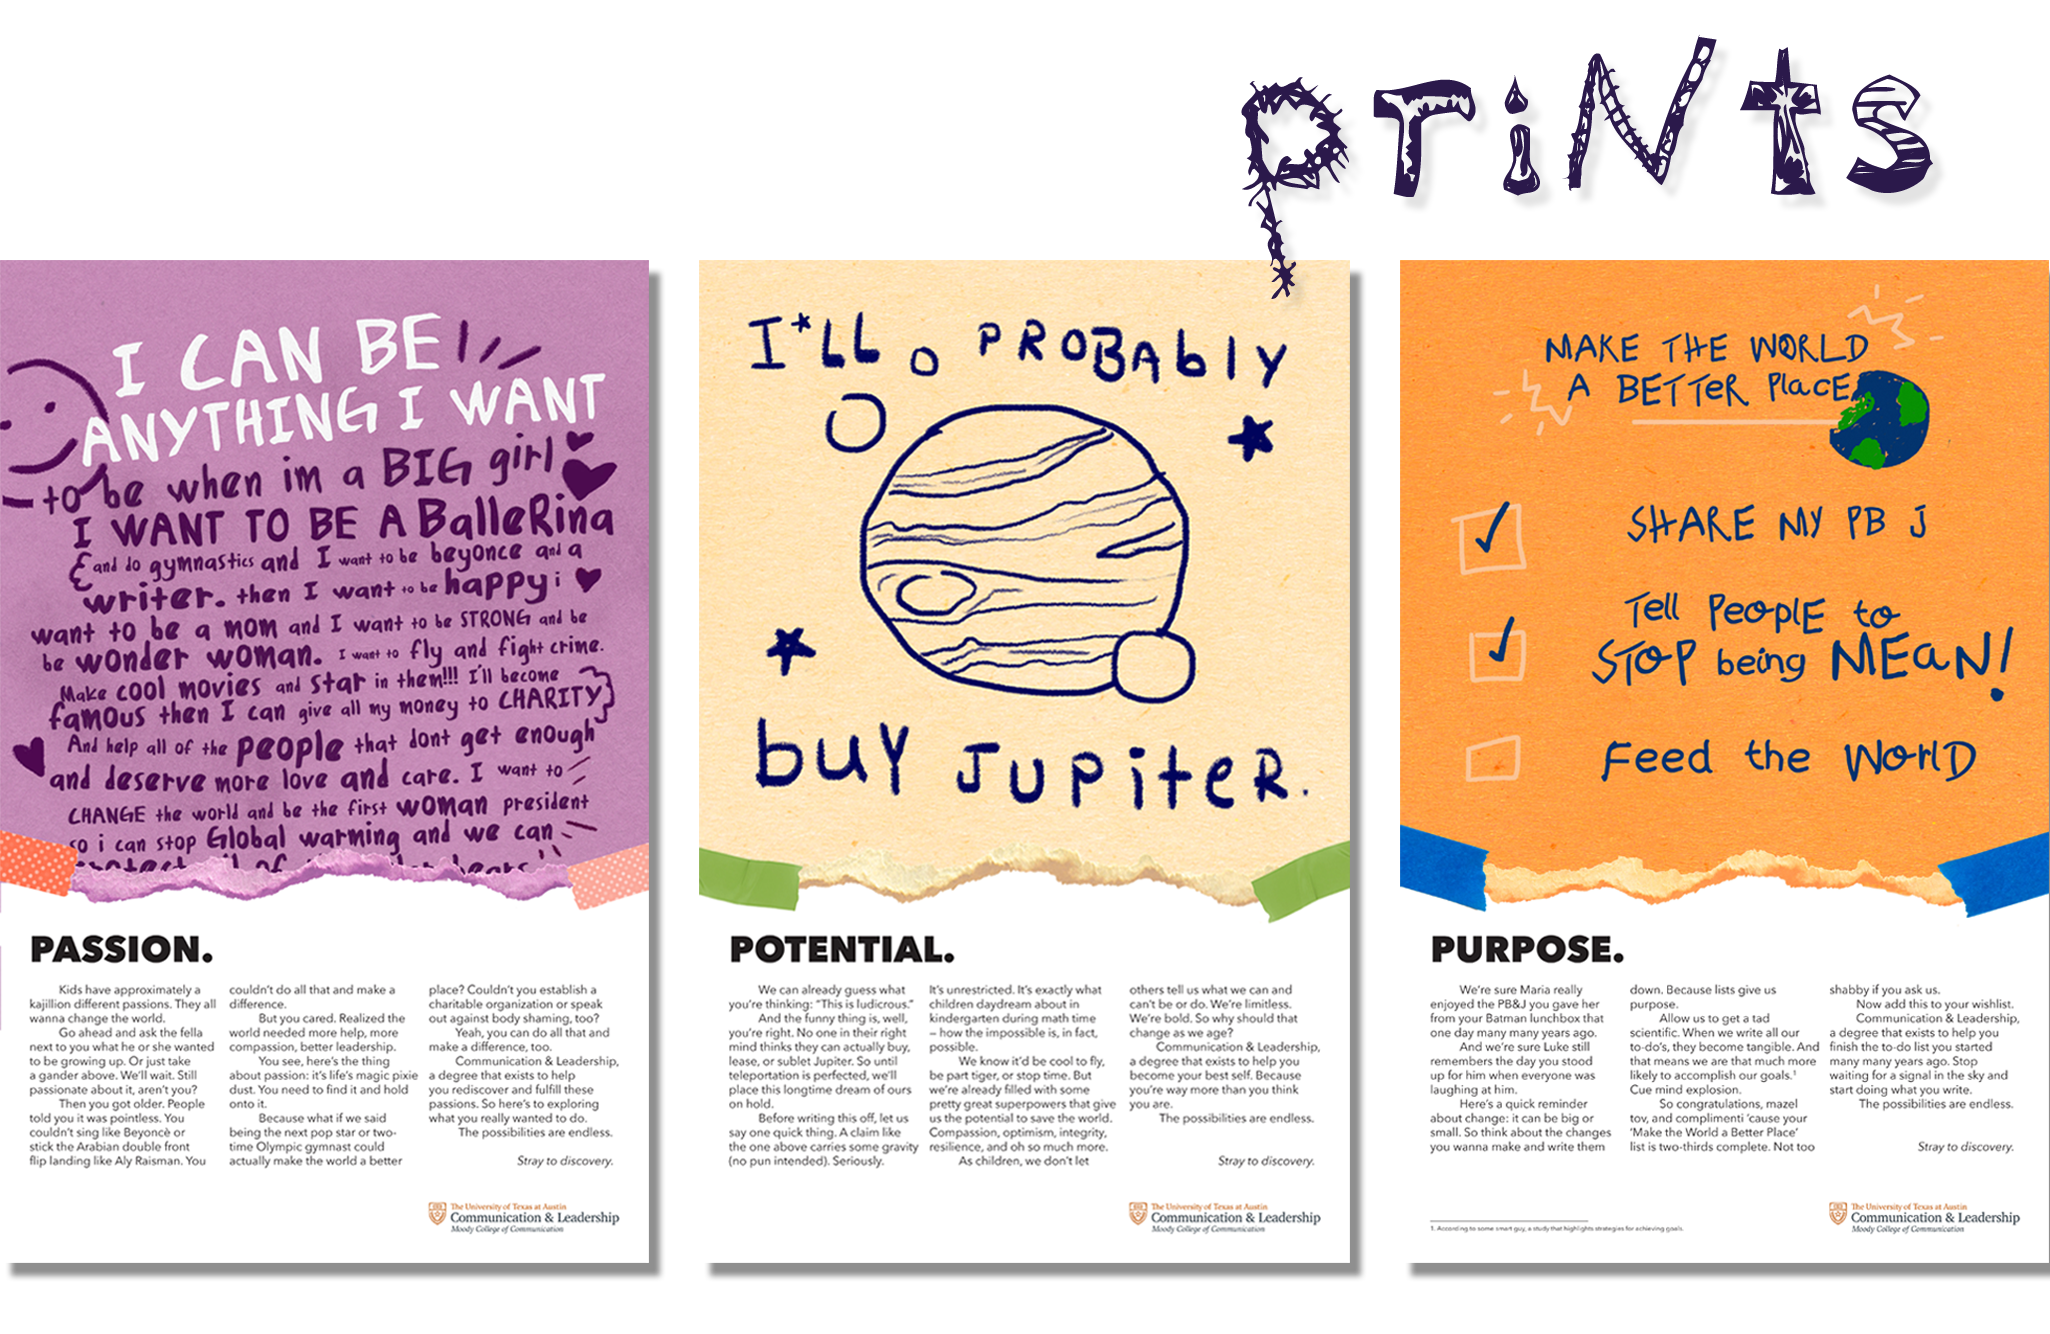 prints
I CAN BE
ANYTHING I WANT
to be when im a BIG girl
I WANT TO BE A BalleRina
and do gymnastics and I want to be beyonce and a
writer. then I want to be happy i
want to be a mom and I want to be STRONG and be
be wonder woman. I want to fly and fight crime.
Make cool movies and star in them!!! I'll become
famous then I can give all my money to CHARITY
And help all of the people that dont get enough
and deserve more love and care. I want to
CHANGE the world and be the first woman president
so i can stop Global warming and we can
PASSION.
Kids have approximately a
kajillion different passions. They all
wanna change the world.
Go ahead and ask the fella
next to you what he or she wanted
to be growing up. Or just take
a gander above. We'll wait. Still
passionate about it, aren't you?
Then you got older. People
told you it was pointless. You
couldn't sing like Beyoncè or
stick the Arabian double front
flip landing like Aly Raisman. You
couldn't do all that and make a
difference.
But you cared. Realized the
world needed more help, more
compassion, better leadership.
You see, here's the thing
about passion: it's life's magic pixie
dust. You need to find it and hold
onto it.
Because what if we said
being the next pop star or two-
time Olympic gymnast could
actually make the world a better
place? Couldn't you establish a
charitable organization or speak
out against body shaming, too?
Yeah, you can do all that and
make a difference, too.
Communication & Leadership,
a degree that exists to help
you rediscover and fulfill these
passions. So here's to exploring
what you really wanted to do.
The possibilities are endless.
Stray to discovery.
The University of Texas at Austin
Communication & Leadership
Moody College of Communication
I'LL PROBAblY
buY JUPiteR.
POTENTIAL.
We can already guess what
you're thinking: "This is ludicrous."
And the funny thing is, well,
you're right. No one in their right
mind thinks they can actually buy,
lease, or sublet Jupiter. So until
teleportation is perfected, we'll
place this longtime dream of ours
on hold.
Before writing this off, let us
say one quick thing. A claim like
the one above carries some gravity
(no pun intended). Seriously.
It's unrestricted. It's exactly what
children daydream about in
kindergarten during math time
– how the impossible is, in fact,
possible.
We know it'd be cool to fly,
be part tiger, or stop time. But
we're already filled with some
pretty great superpowers that give
us the potential to save the world.
Compassion, optimism, integrity,
resilience, and oh so much more.
As children, we don't let
others tell us what we can and
can't be or do. We're limitless.
We're bold. So why should that
change as we age?
Communication & Leadership,
a degree that exists to help you
become your best self. Because
you're way more than you think
you are.
The possibilities are endless.
Stray to discovery.
The University of Texas at Austin
Communication & Leadership
Moody College of Communication
MAKE THE WORLD
A BETTER PlacE
SHARE MY PB J
Tell PEOplE to
STOP being MEaN!
Feed the WorlD
PURPOSE.
We're sure Maria really
enjoyed the PB&J you gave her
from your Batman lunchbox that
one day many many years ago.
And we're sure Luke still
remembers the day you stood
up for him when everyone was
laughing at him.
Here's a quick reminder
about change: it can be big or
small. So think about the changes
you wanna make and write them
down. Because lists give us
purpose.
Allow us to get a tad
scientific. When we write all our
to-do's, they become tangible. And
that means we are that much more
likely to accomplish our goals.¹
Cue mind explosion.
So congratulations, mazel
tov, and complimenti 'cause your
'Make the World a Better Place'
list is two-thirds complete. Not too
shabby if you ask us.
Now add this to your wishlist.
Communication & Leadership,
a degree that exists to help you
finish the to-do list you started
many many years ago. Stop
waiting for a signal in the sky and
start doing what you write.
The possibilities are endless.
Stray to discovery.
1. According to some smart guy, a study that highlights strategies for achieving goals.
The University of Texas at Austin
Communication & Leadership
Moody College of Communication